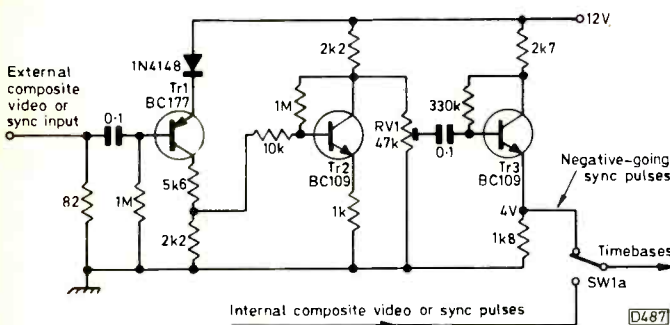 12V
2k2
2k7
1N4148
External
composite
video or
sync input
Tr1
BC177
0·1
1M
330k
RV1
47k
0·1
10k
Tr2
BC109
Tr3
BC109
Negative-going
sync pulses
82
1M
5k6
2k2
1k
4V
1k8
Timebases
SW1a
Internal composite video or sync pulses
D487